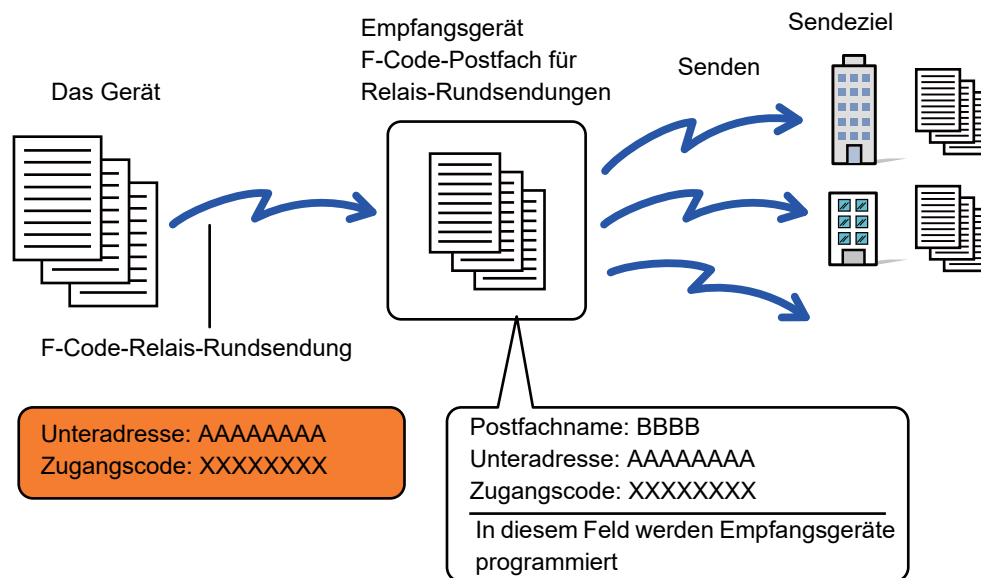 Das Gerät
Empfangsgerät
F-Code-Postfach für
Relais-Rundsendungen
Senden
Sendeziel
F-Code-Relais-Rundsendung
Unteradresse: AAAAAAAA
Zugangscode: XXXXXXXX
Postfachname: BBBB
Unteradresse: AAAAAAAA
Zugangscode: XXXXXXXX
In diesem Feld werden Empfangsgeräte
programmiert